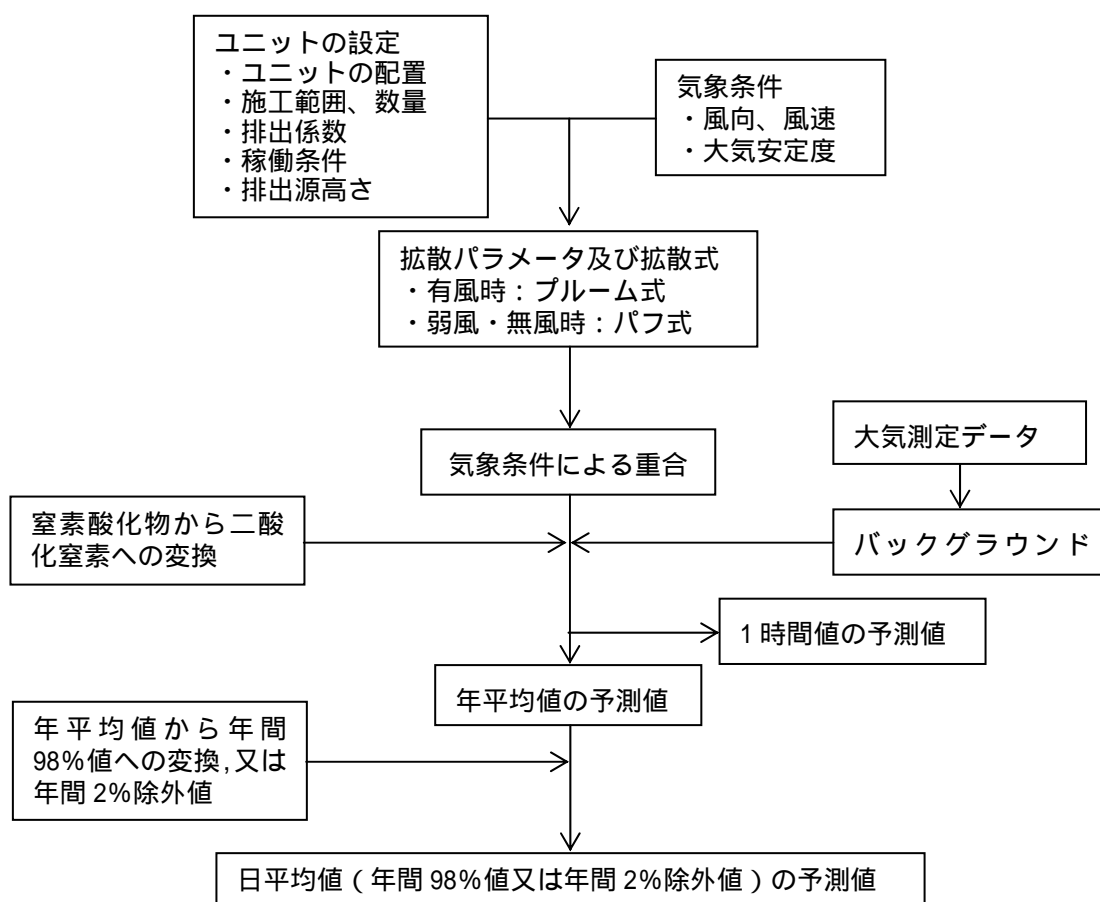 ユニットの設定
・ユニットの配置
・施工範囲、数量
・排出係数
・稼働条件
・排出源高さ
気象条件
・風向、風速
・大気安定度
拡散パラメータ及び拡散式
・有風時：プルーム式
・弱風・無風時：パフ式
気象条件による重合
大気測定データ
窒素酸化物から二酸
化窒素への変換
バックグラウンド
1時間値の予測値
年平均値の予測値
年平均値から年間
98%値への変換,又は
年間2%除外値
日平均値（年間98%値又は年間2%除外値）の予測値